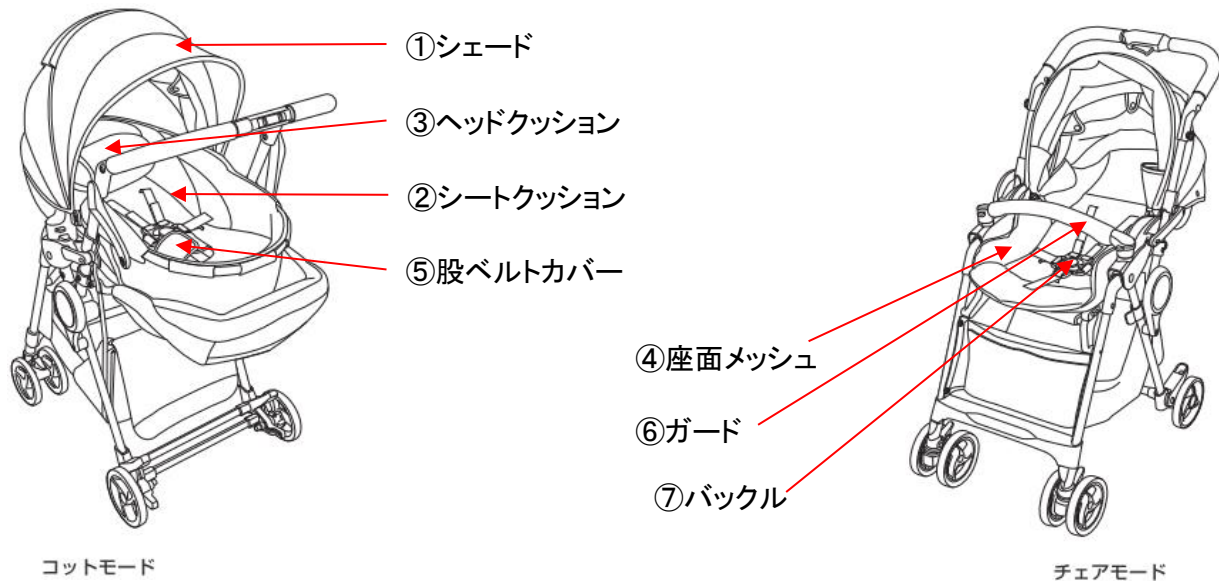 ①シェード
③ヘッドクッション
②シートクッション
⑤股ベルトカバー
コットモード
④座面メッシュ
⑥ガード
⑦バックル
チェアモード